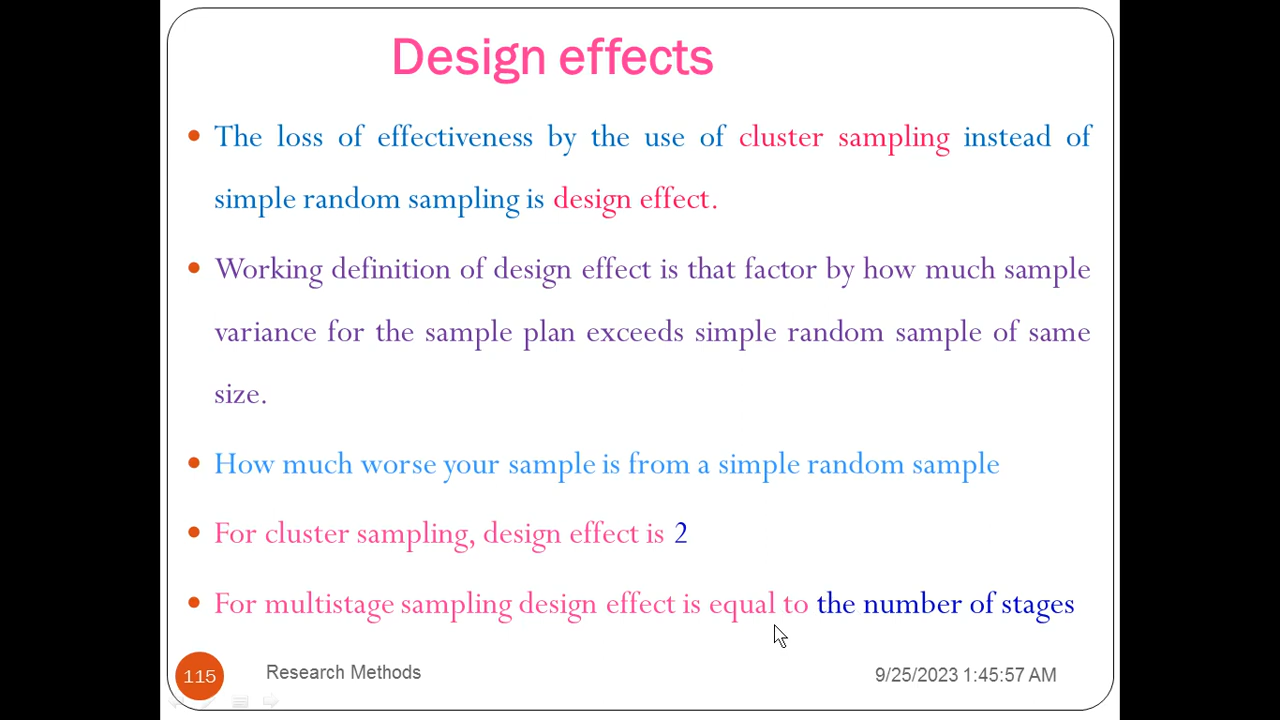 Design effects
The loss of effectiveness by the use of cluster sampling instead of
simple random sampling is design effect.
Working definition of design effect is that factor by how much sample
variance for the sample plan exceeds simple random sample of same
size.
How much worse your sample is from a simple random sample
For cluster sampling, design effect is 2
For multistage sampling design effect is equal to the number of stages
115
Research Methods
9/25/2023 1:45:57 AM